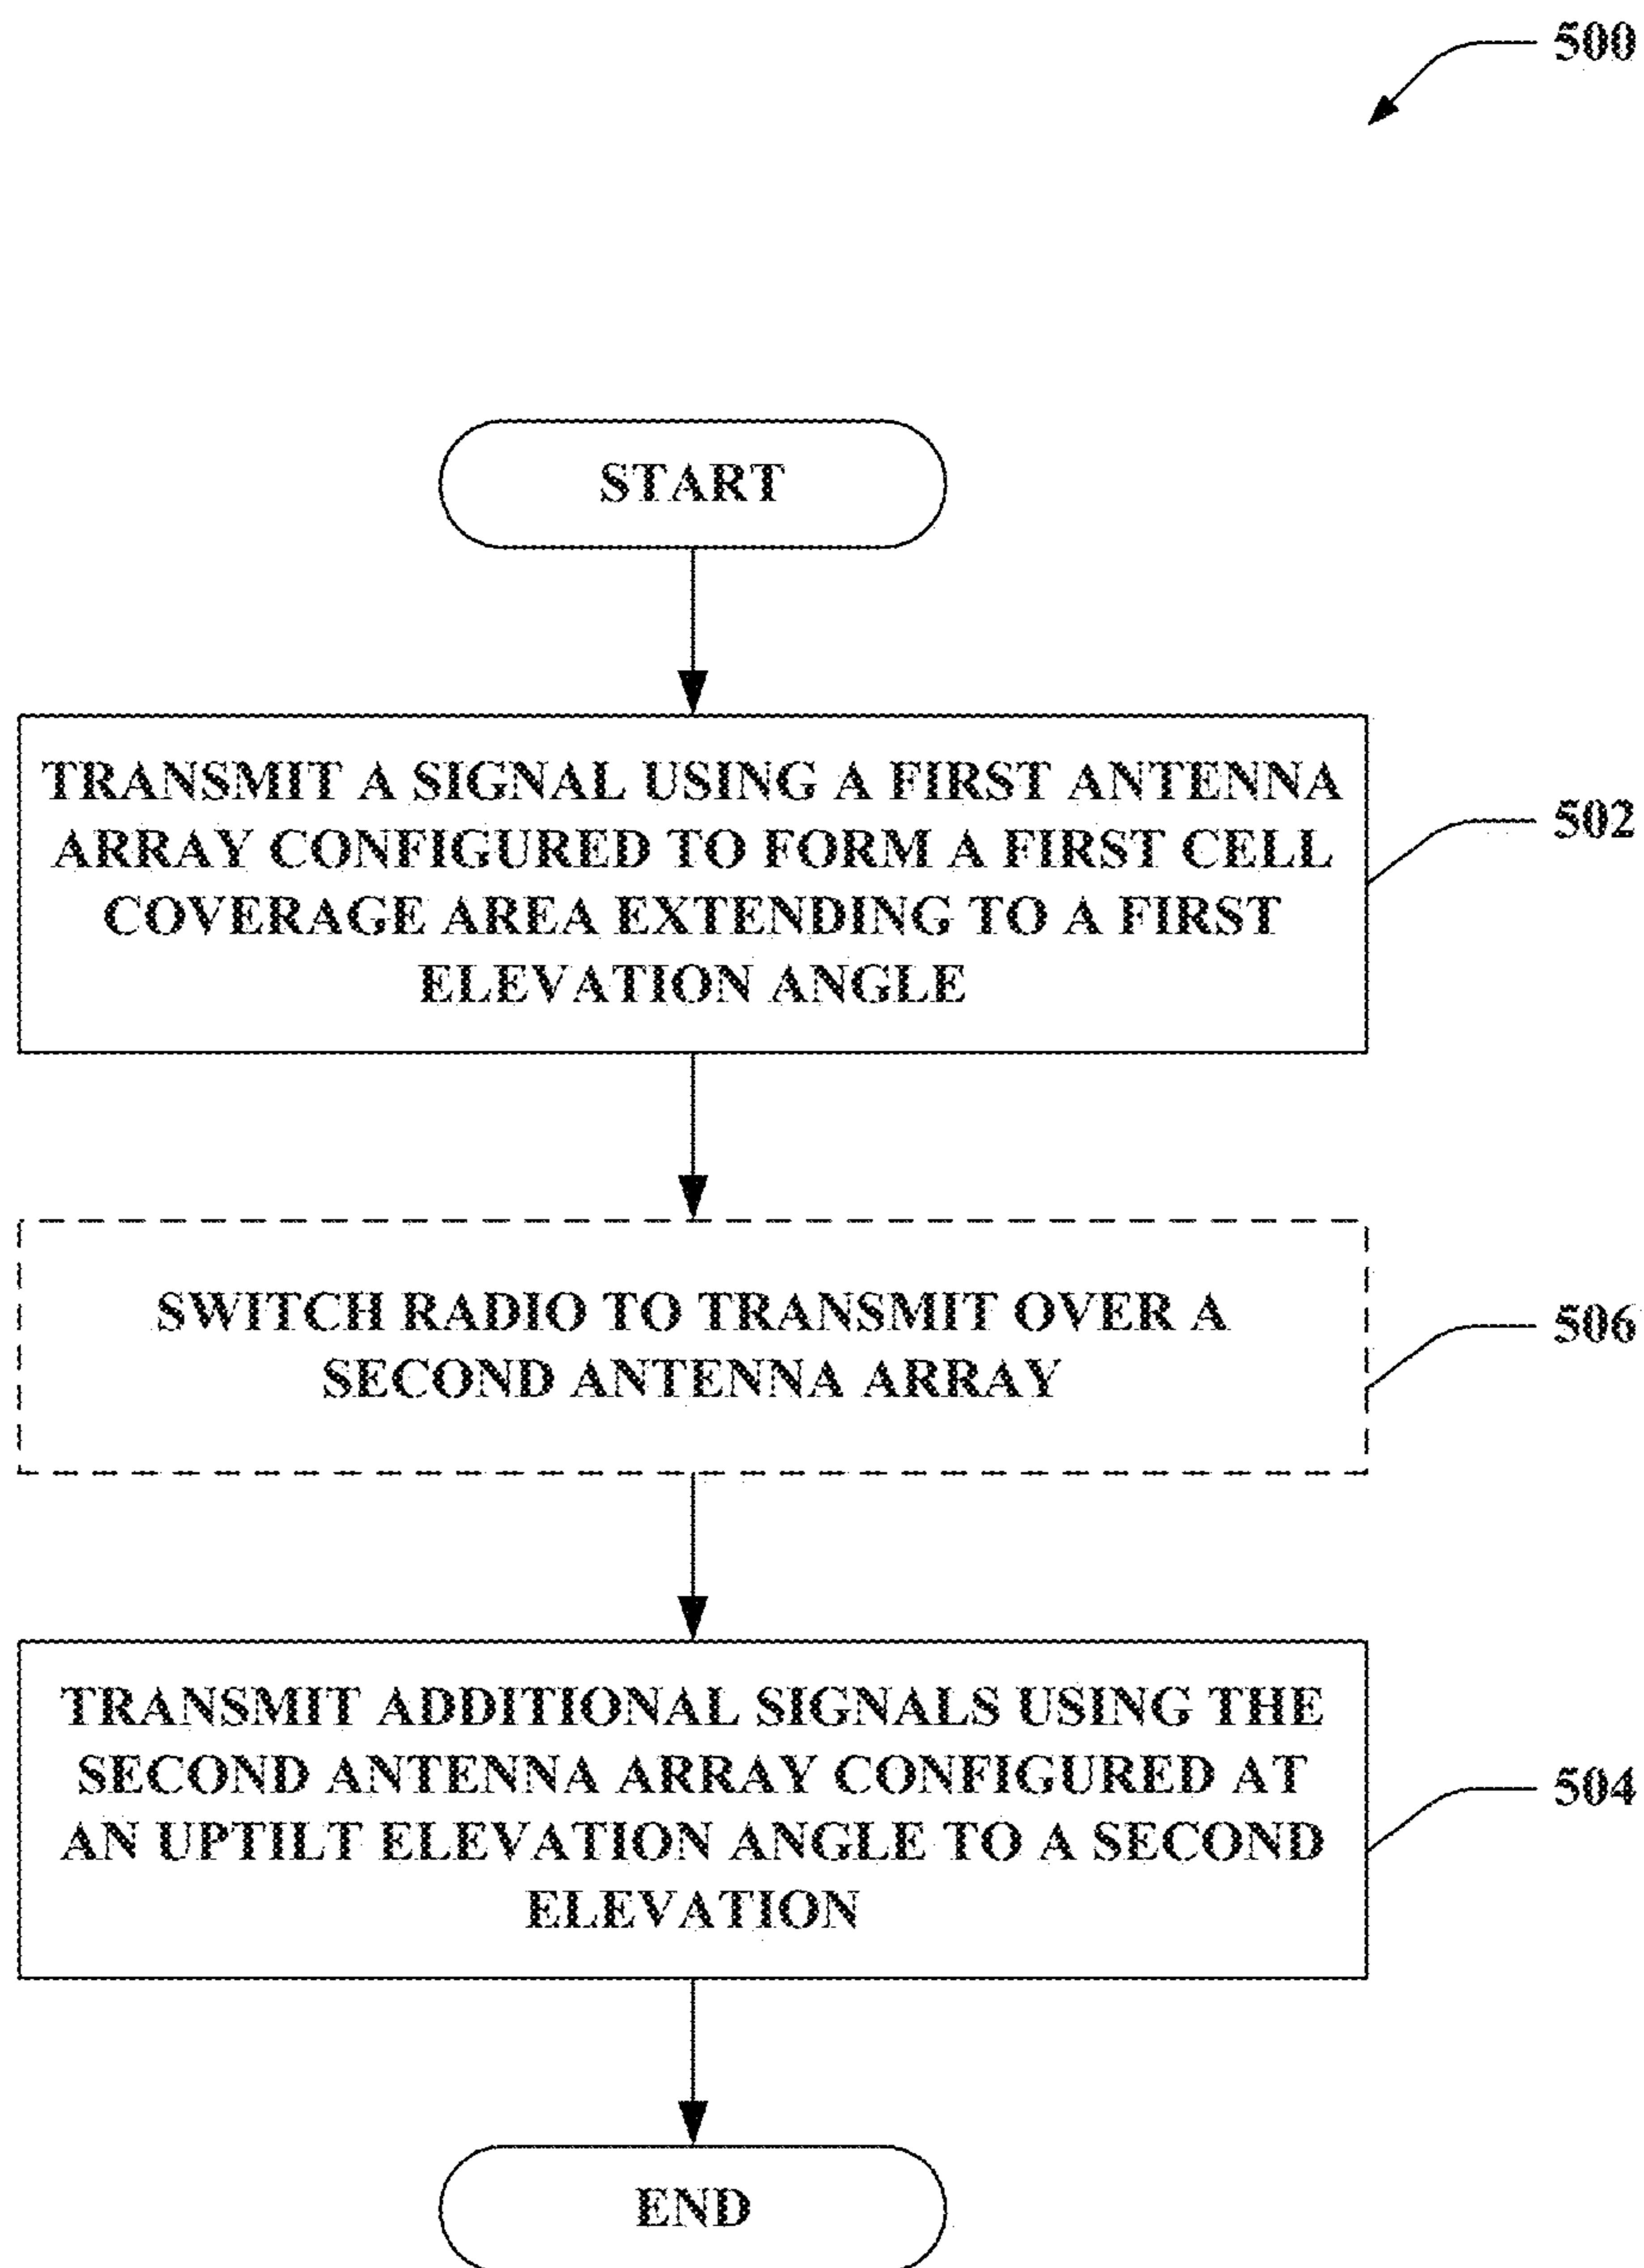 500
START
TRANSMIT A SIGNAL USING A FIRST ANTENNA
ARRAY CONFIGURED TO FORM A FIRST CELL
COVERAGE AREA EXTENDING TO A FIRST
ELEVATION ANGLE
502
SWITCH RADIO TO TRANSMIT OVER A
SECOND ANTENNA ARRAY
506
TRANSMIT ADDITIONAL SIGNALS USING THE
SECOND ANTENNA ARRAY CONFIGURED AT
AN UPTILT ELEVATION ANGLE TO A SECOND
ELEVATION
504
END